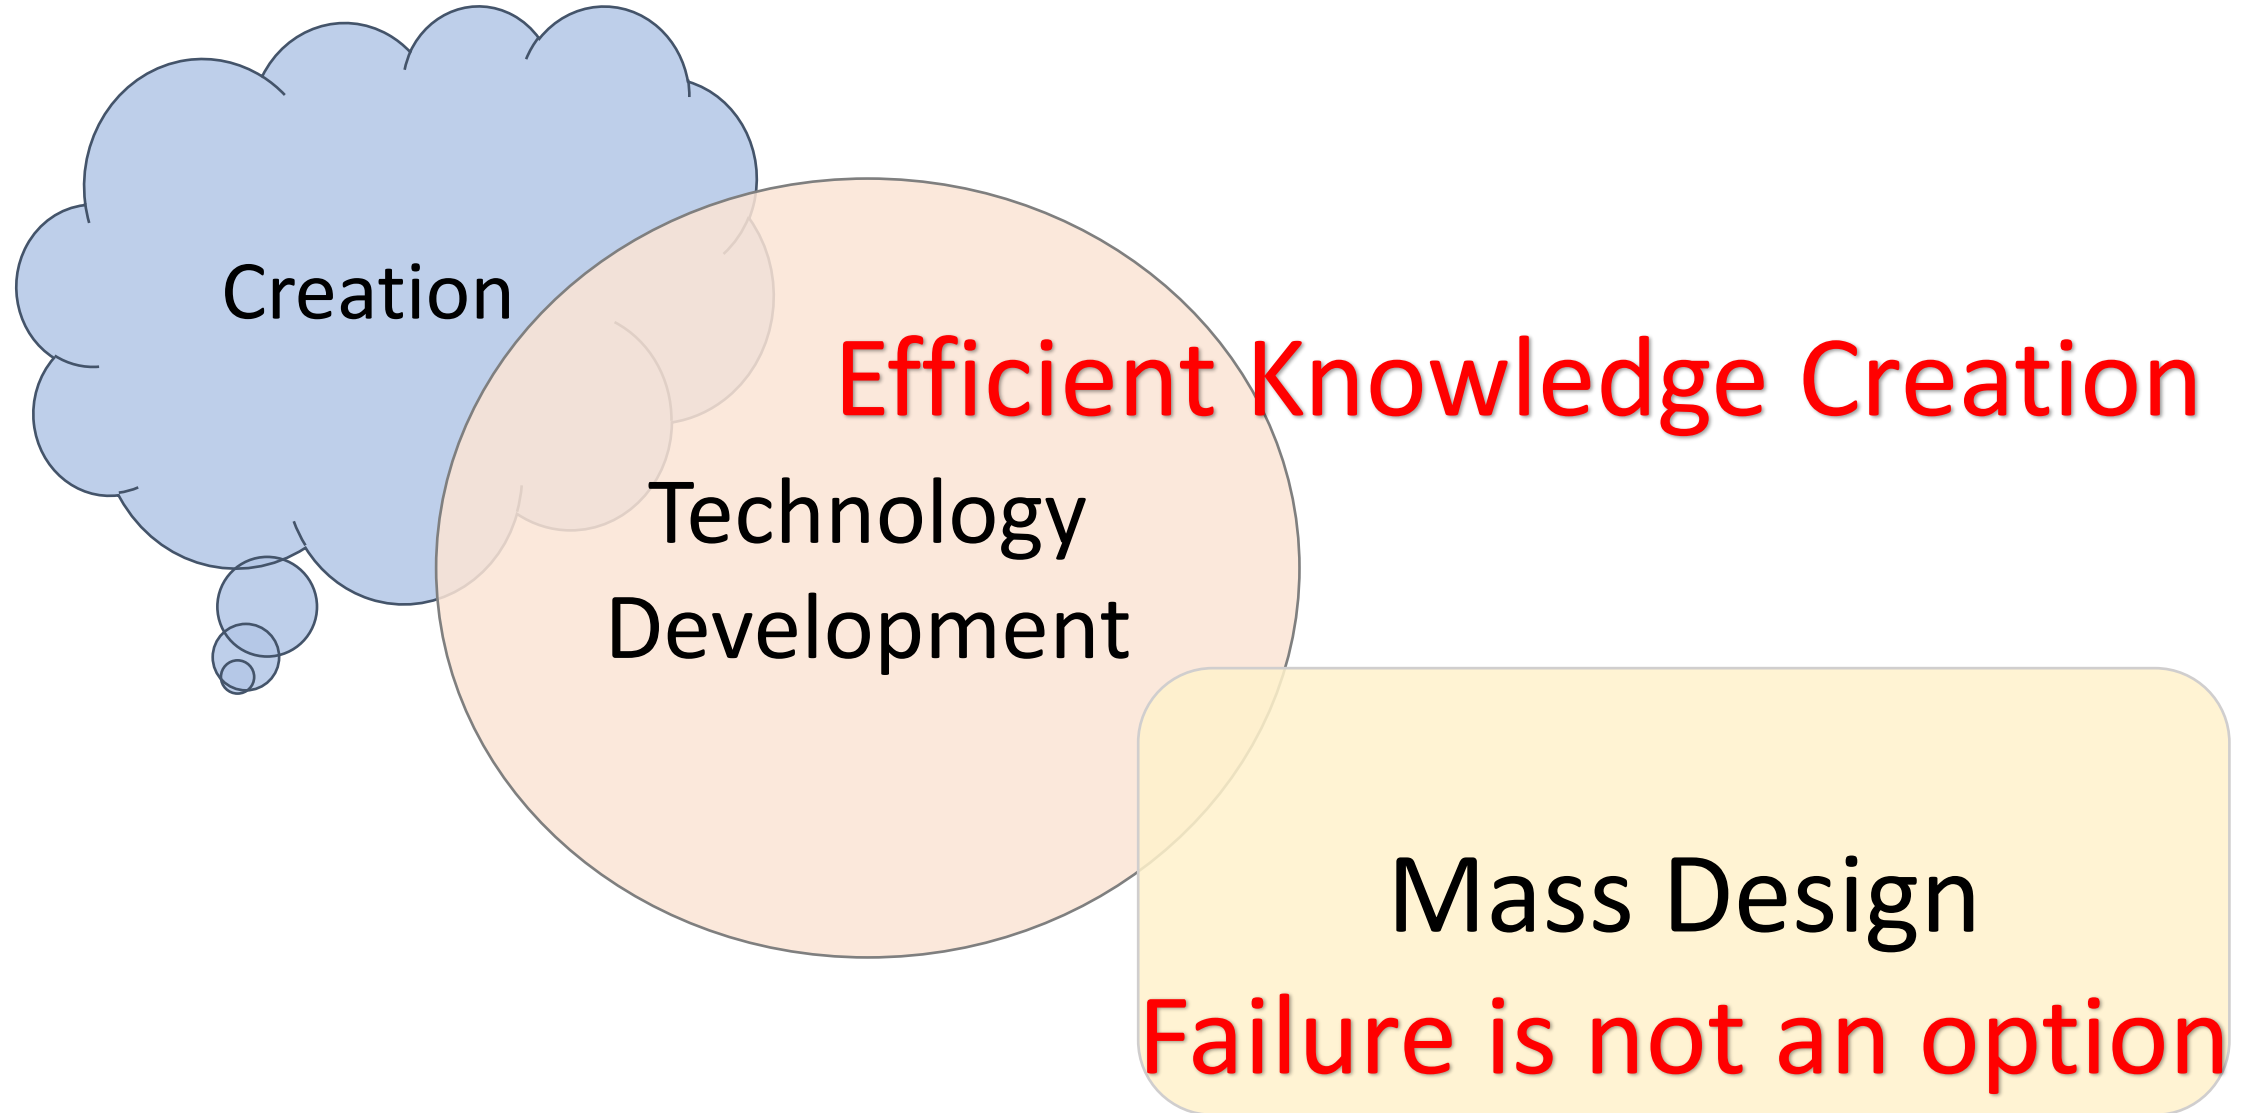 Creation
Efficient Knowledge Creation
Technology
Development
Mass Design
Failure is not an option